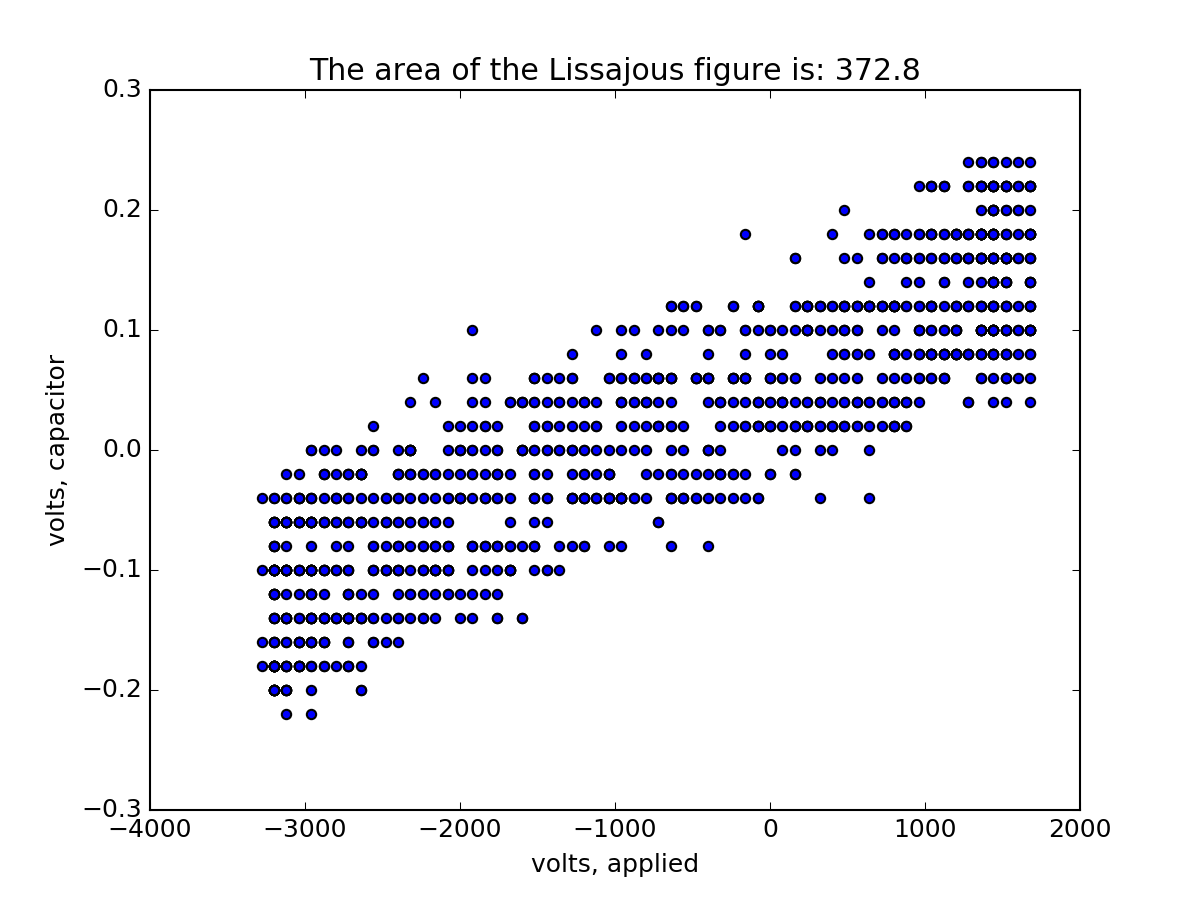 The area of the Lissajous figure is: 372.8
0.3
0.2
0.1
0.0
−0.1
−0.2
−0.3
volts, capacitor
−4000 −3000 −2000 −1000 0 1000 2000
volts, applied